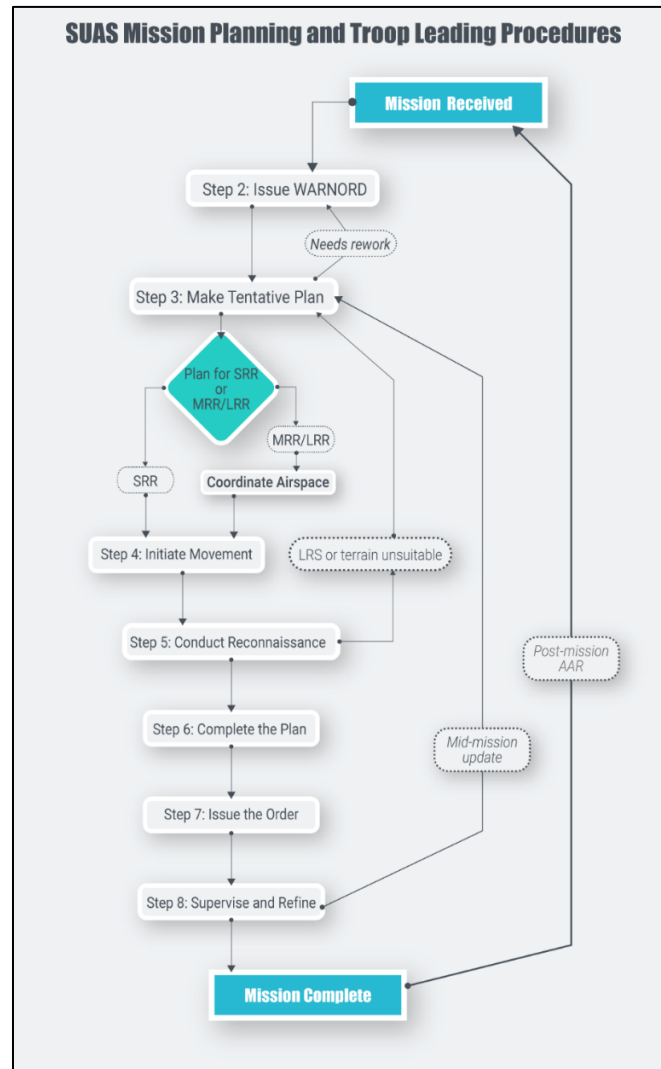 SUAS Mission Planning and Troop Leading Procedures
Mission Received
Step 2: Issue WARNORD
Needs rework
Step 3: Make Tentative Plan
Plan for SRR
or
MRR/LRR
MRR/LRR
SRR
Coordinate Airspace
Step 4: Initiate Movement
LRS or terrain unsuitable
Step 5: Conduct Reconnaissance
Post-mission
AAR
Step 6: Complete the Plan
Mid-mission
update
Step 7: Issue the Order
Step 8: Supervise and Refine
Mission Complete